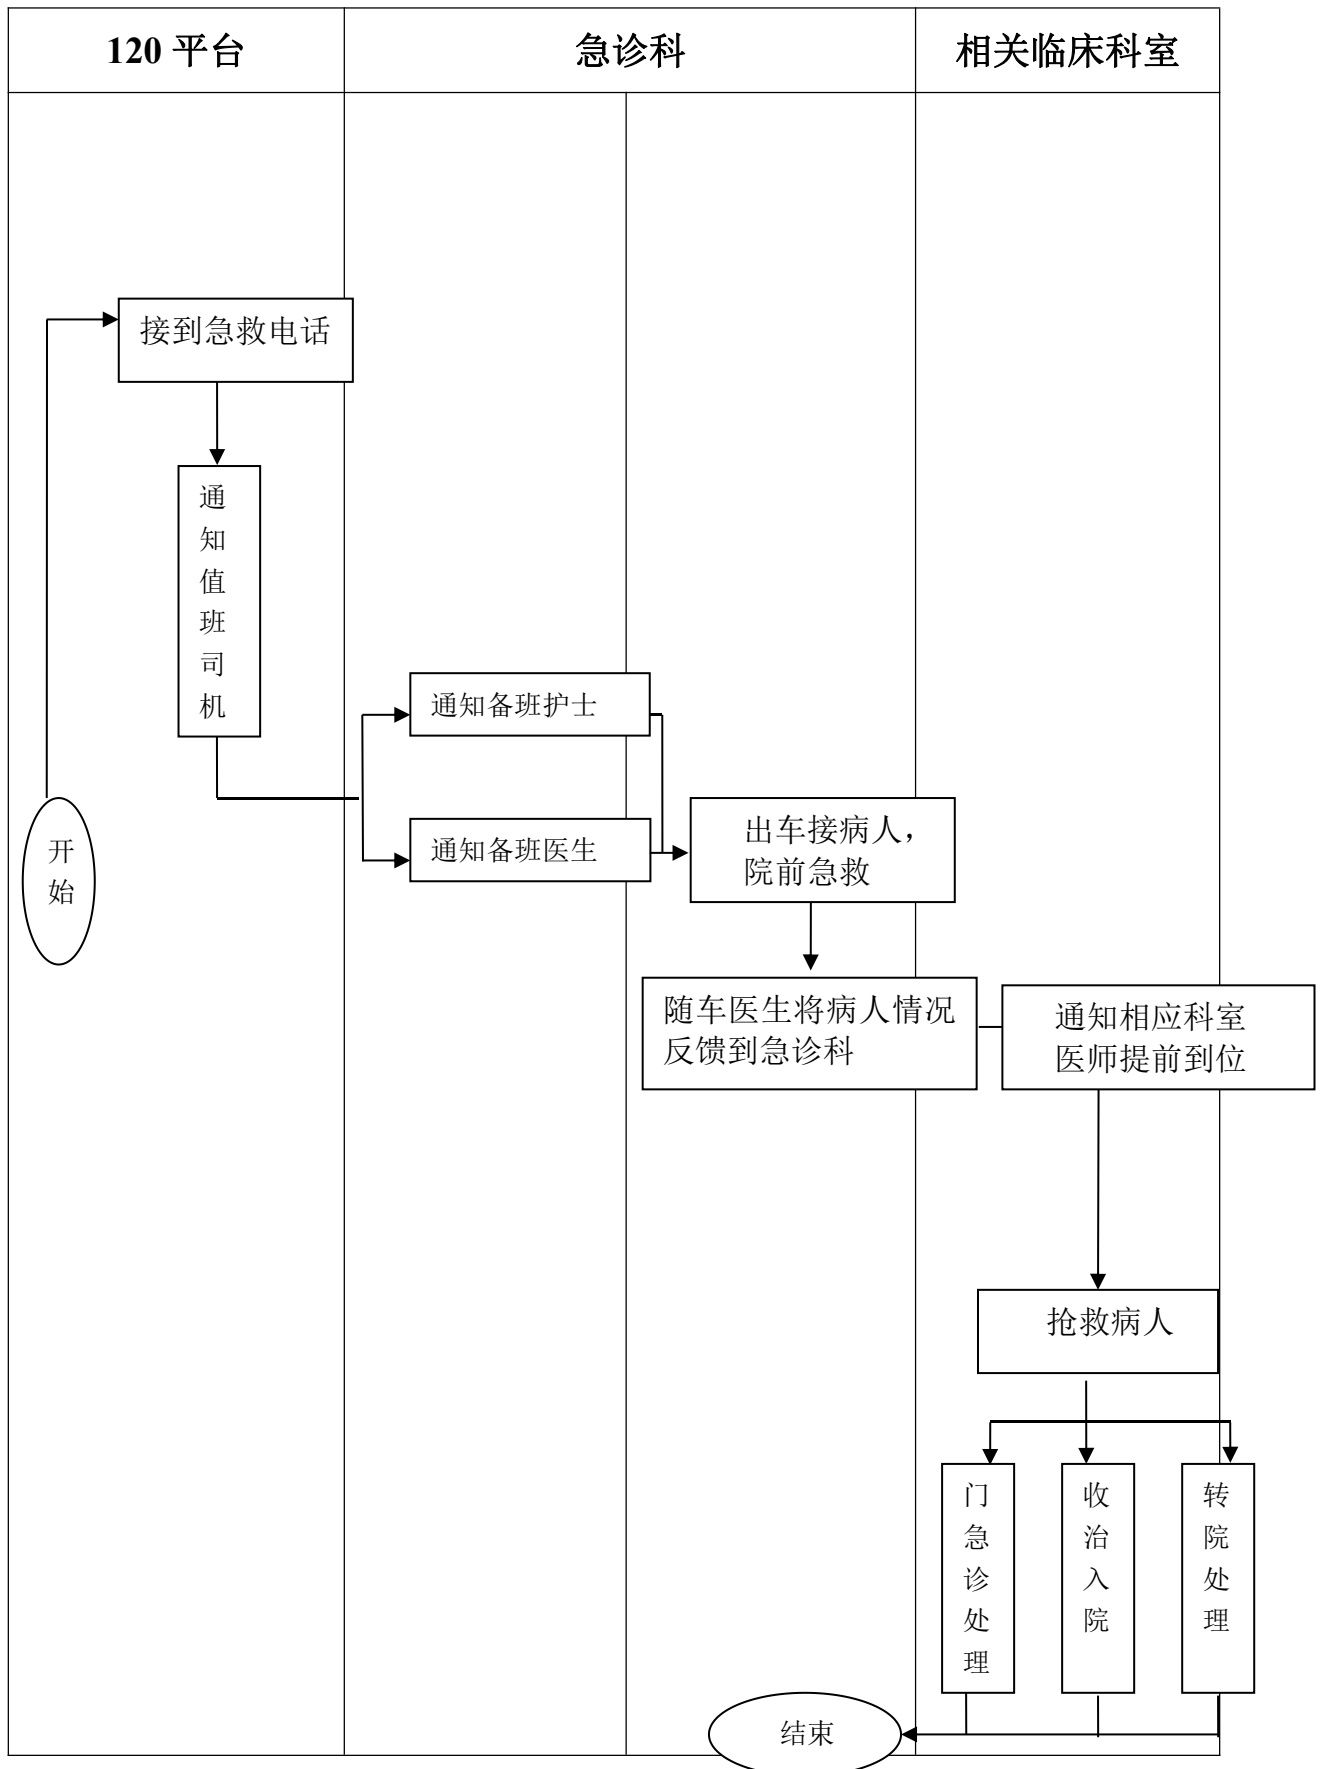 120 平台
急诊科
相关临床科室
接到急救电话
通知值班司机
通知备班护士
开始
通知备班医生
出车接病人，
院前急救
随车医生将病人情况
反馈到急诊科
通知相应科室
医师提前到位
抢救病人
门急诊处理
收治入院
转院处理
结束